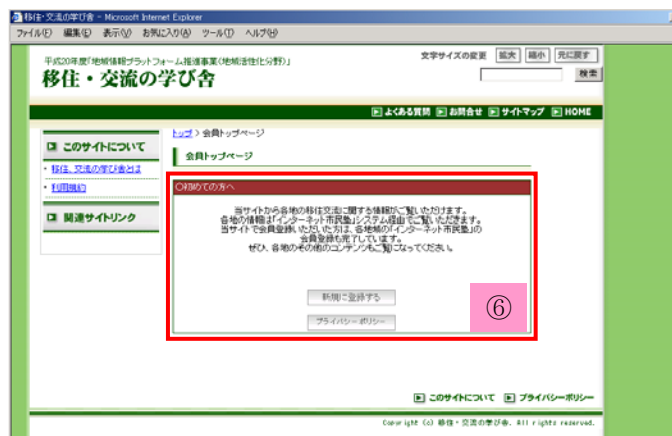 移住・交流の学び舎 - Microsoft Internet Explorer
ファイル(F) 編集(E) 表示(V) お気に入り(A) ツール(T) ヘルプ(H)
平成20年度「地域情報プラットフォーム推進事業(地域活性化分野)」
文字サイズの変更 拡大 縮小 元に戻す
移住・交流の学び舎
検索
よくある質問 お問合せ サイトマップ HOME
トップ > 会員トップページ
このサイトについて
会員トップページ
・移住、交流の学び舎とは
・利用規約
関連サイトリンク
○初めての方へ
当サイトから各地の移住交流に関する情報がご覧いただけます。
各地の情報は「インターネット市民塾」システム経由でご覧いただきます。
当サイトで会員登録いただいた方は、各地域の「インターネット市民塾」の
会員登録も完了しています。
ぜひ、各地のその他のコンテンツもご覧になってください。
新規に登録する
プライバシーポリシー
⑥
このサイトについて プライバシーポリシー
Copyright (c) 移住・交流の学び舎. All rights reserved.